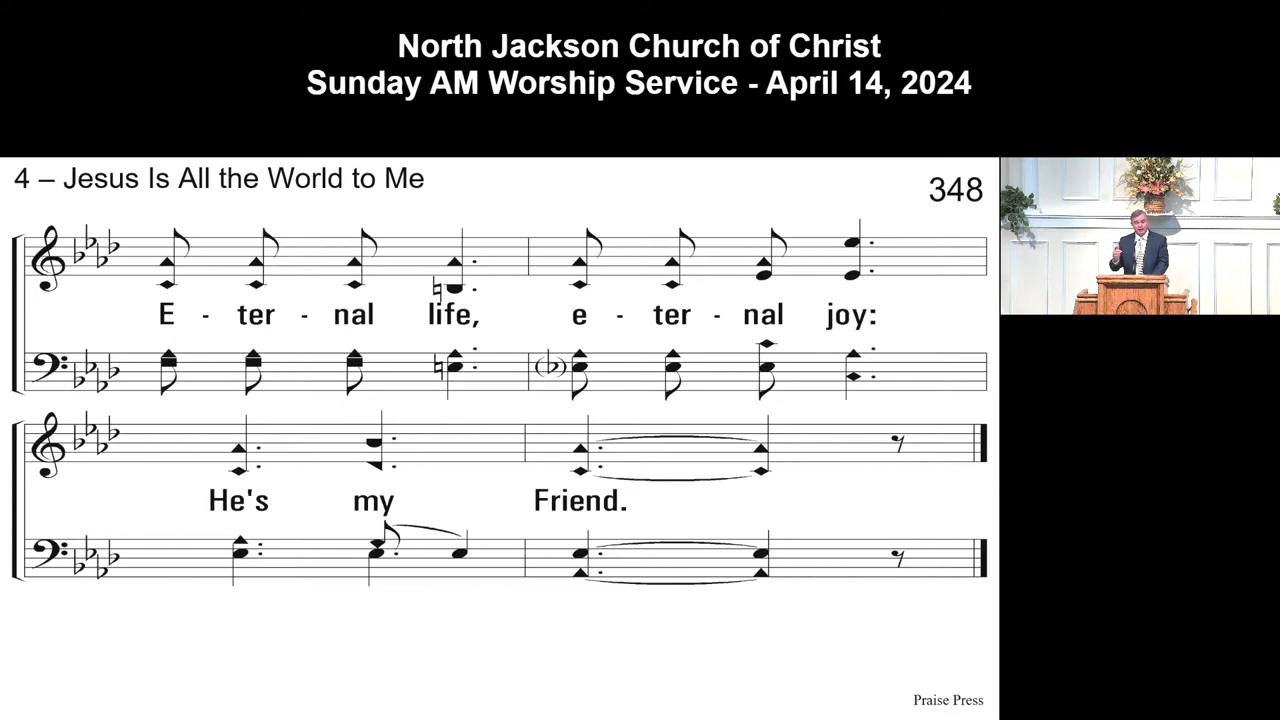 North Jackson Church of Christ
Sunday AM Worship Service - April 14, 2024
4 – Jesus Is All the World to Me
348
E - ter - nal life, e - ter - nal joy:
He's my Friend.
Praise Press